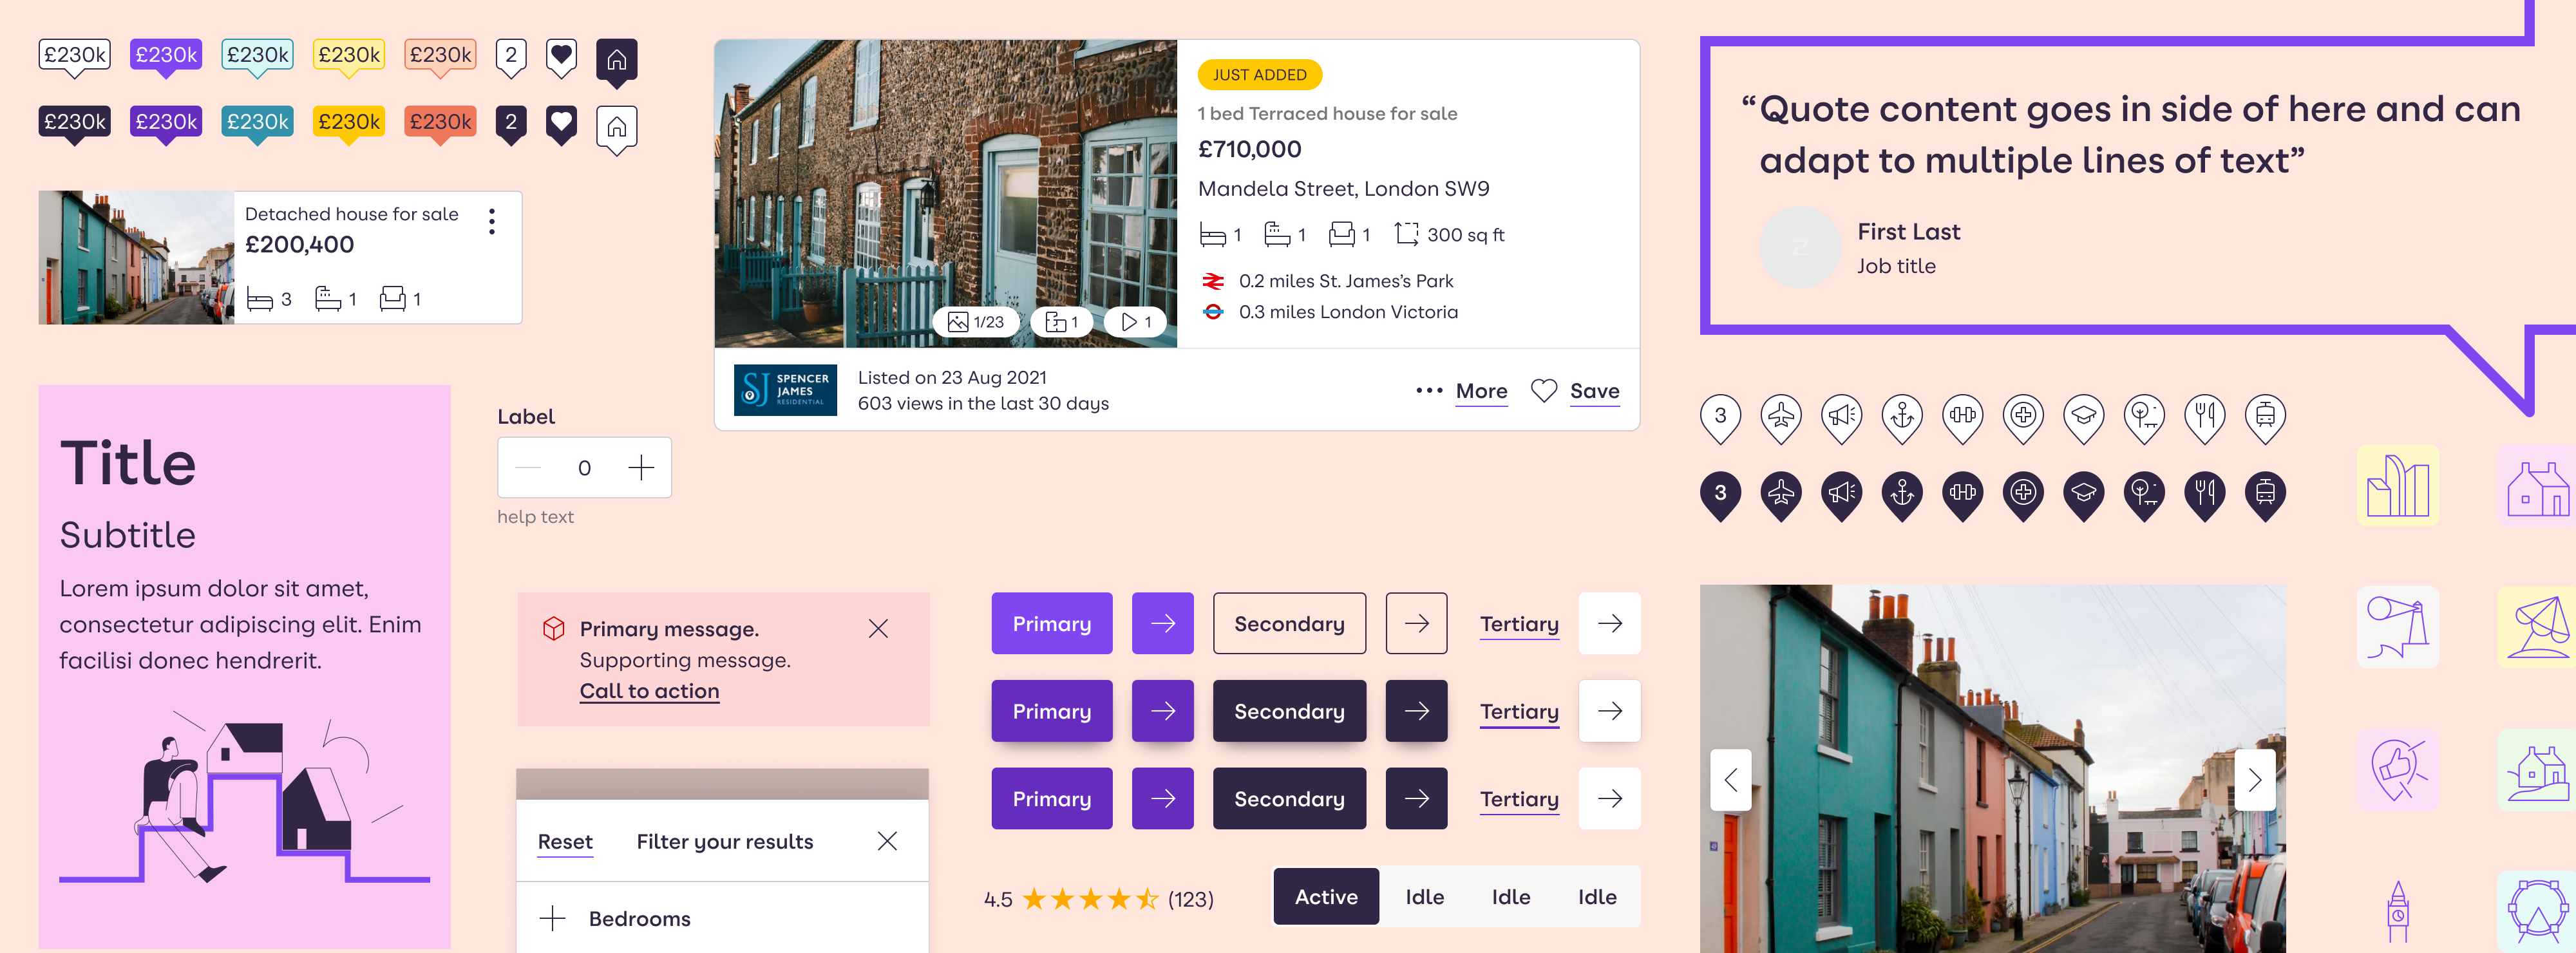 £230k £230k £230k £230k £230k 2
£230k £230k £230k £230k £230k 2
Detached house for sale
£200,400
3 1 1
Title
Subtitle
Lorem ipsum dolor sit amet,
consectetur adipiscing elit. Enim
facilisi donec hendrerit.
Label
0
help text
JUST ADDED
1 bed Terraced house for sale
£710,000
Mandela Street, London SW9
1 1 1 300 sq ft
0.2 miles St. James’s Park
0.3 miles London Victoria
1/23 1 1
SJ SPENCER
JAMES
RESIDENTIAL
Listed on 23 Aug 2021
603 views in the last 30 days
More Save
Primary message.
Supporting message.
Call to action
Reset Filter your results
Bedrooms
Primary Secondary Tertiary
Primary Secondary Tertiary
Primary Secondary Tertiary
4.5 (123)
Active Idle Idle Idle
“Quote content goes in side of here and can
adapt to multiple lines of text”
Z
First Last
Job title
3
3